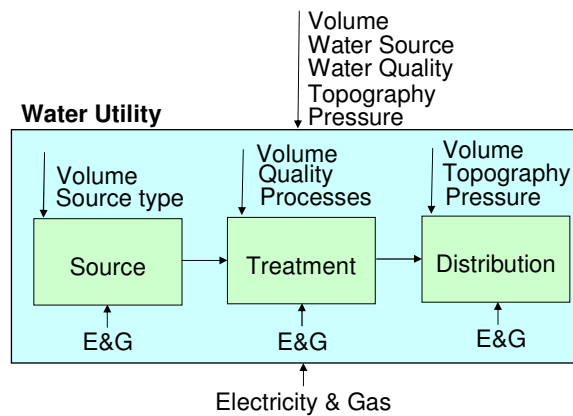 Volume
Water Source
Water Quality
Topography
Pressure
Water Utility
Volume
Source type
Volume
Quality
Processes
Volume
Topography
Pressure
Source
Treatment
Distribution
E&G
E&G
E&G
Electricity & Gas